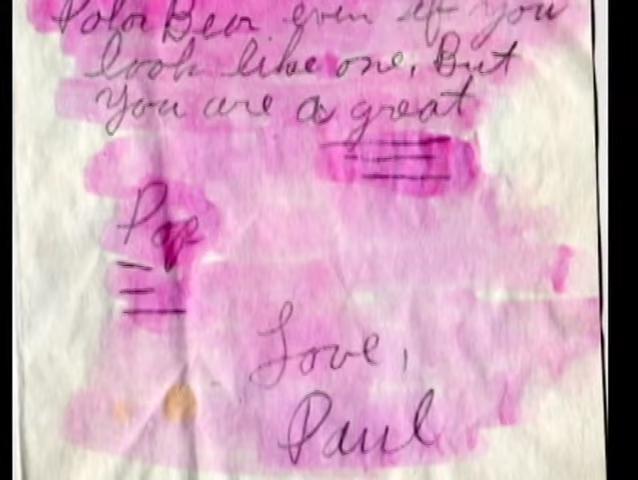 Polar Bear even if you
look like one, But
You are a great
Pop
Love,
Paul